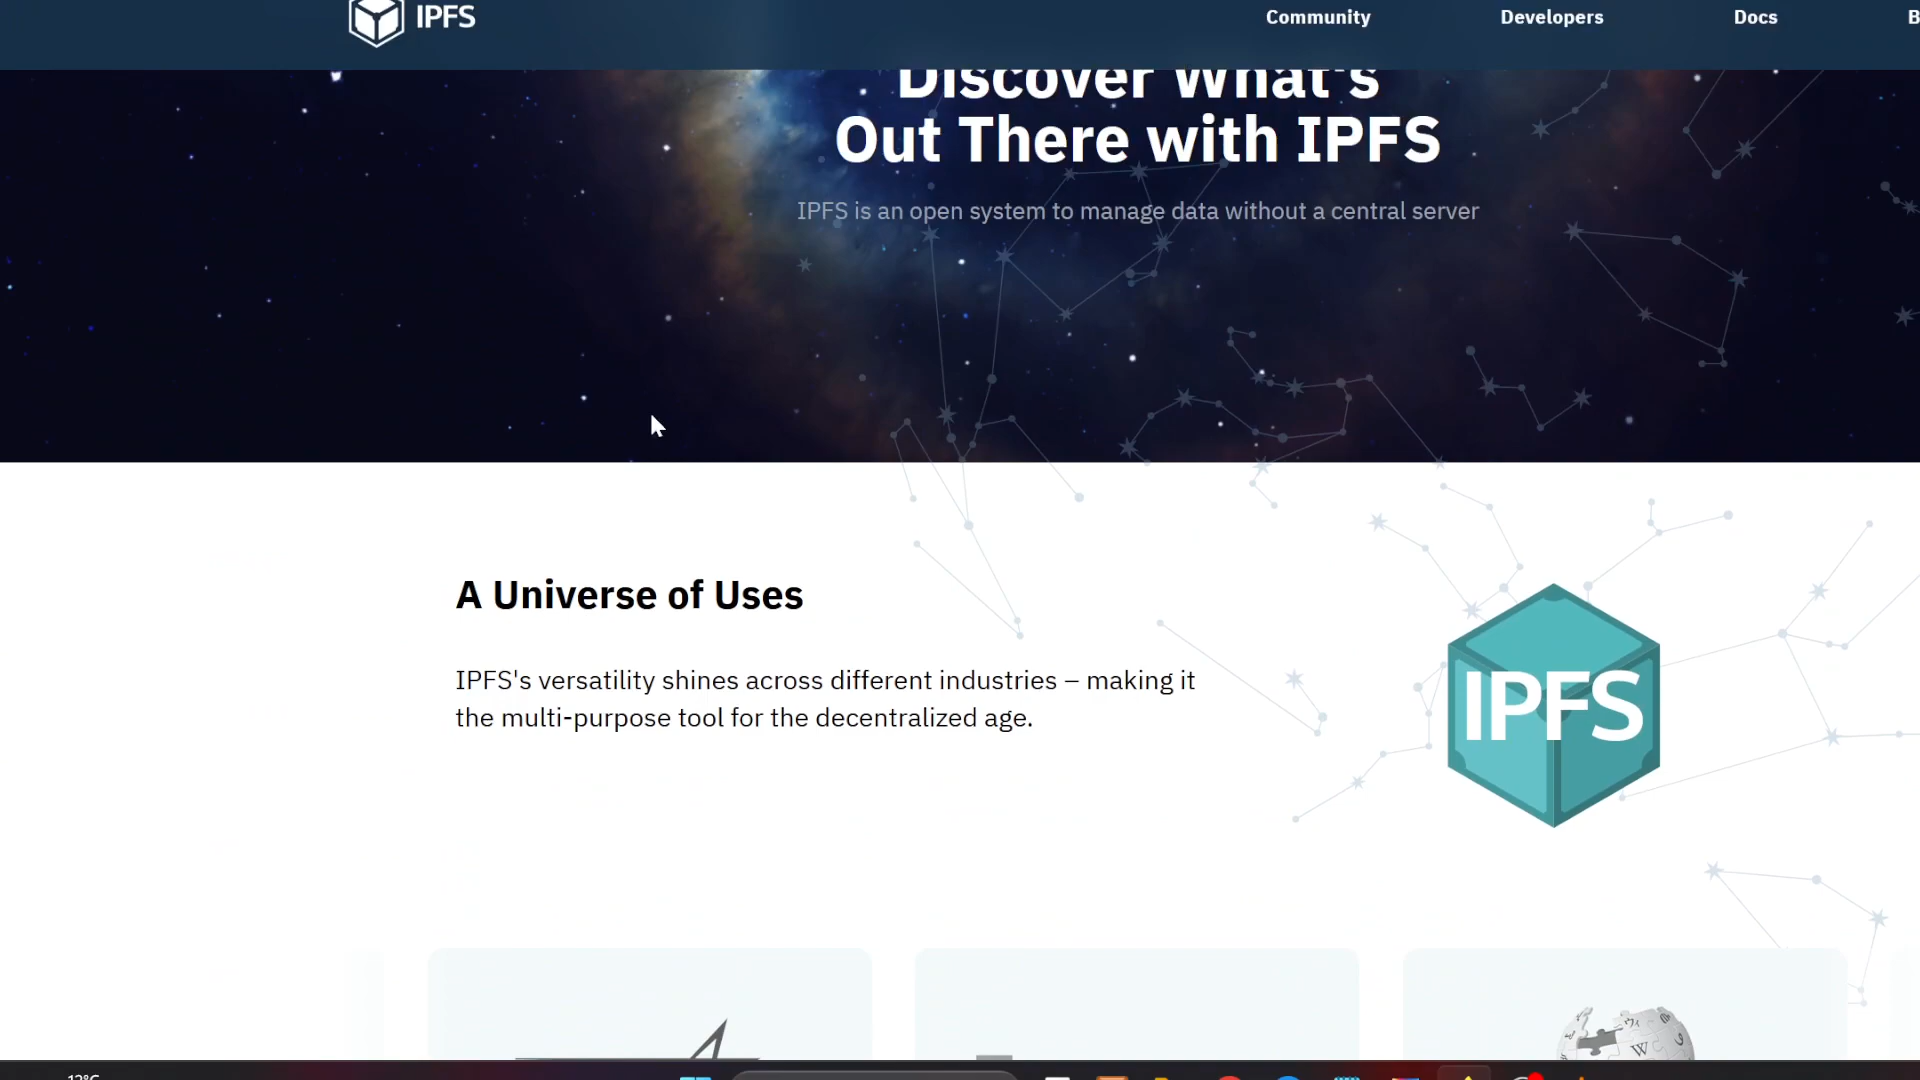 IPFS
Community
Developers
Docs
B
Discover What's
Out There with IPFS
IPFS is an open system to manage data without a central server
A Universe of Uses
IPFS's versatility shines across different industries – making it
the multi-purpose tool for the decentralized age.
IPFS
W